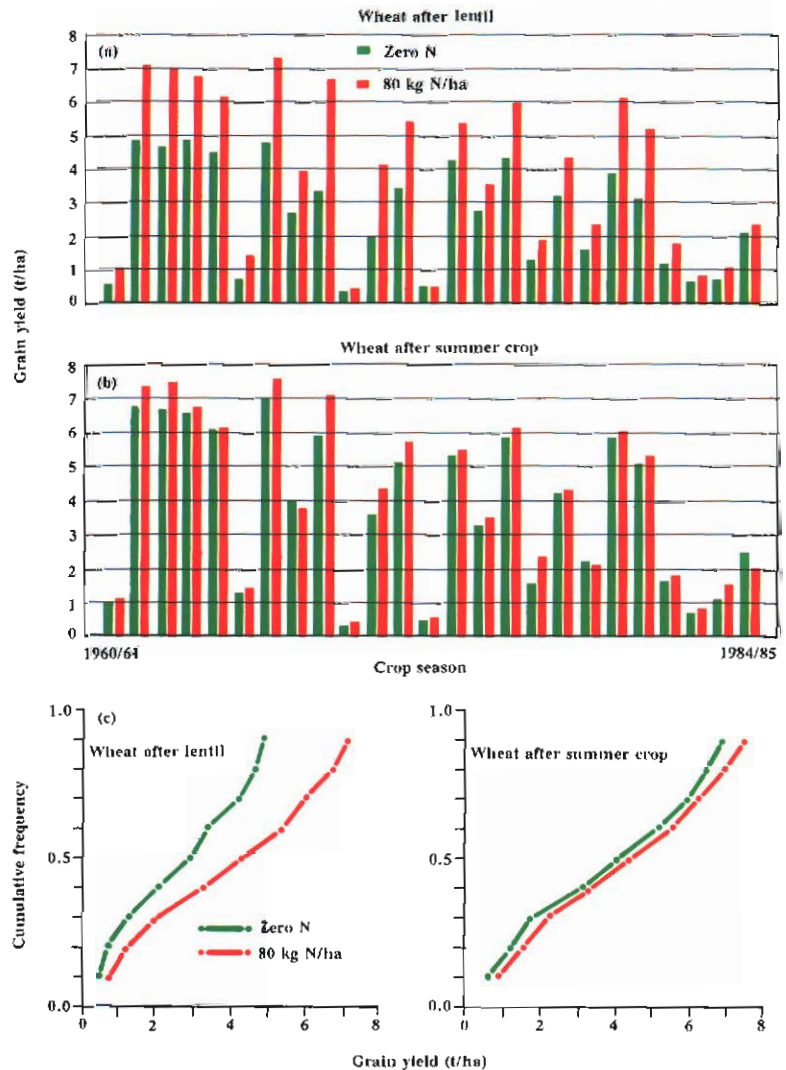 Wheat after lentil
8
(a)
Zero N
7
80 kg N/ha
6
5
4
3
2
1
0
Grain yield (t/ha)
Wheat after summer crop
8
(b)
7
6
5
4
3
2
1
0
1960/61
1984/85
Crop season
1.0
(c)
Wheat after lentil
0.5
Zero N
80 kg N/ha
0.0
0 2 4 6 8
Cumulative frequency
1.0
Wheat after summer crop
0.5
0.0
0 2 4 6 8
Grain yield (t/ha)